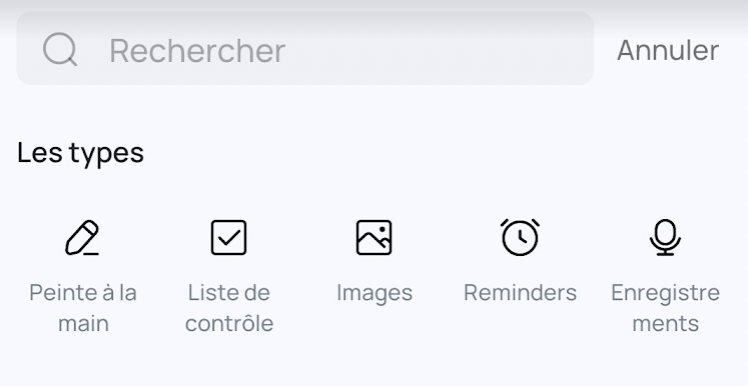 Rechercher Annuler
Les types
Peinte à la main
Liste de contrôle
Images
Reminders
Enregistre
ments